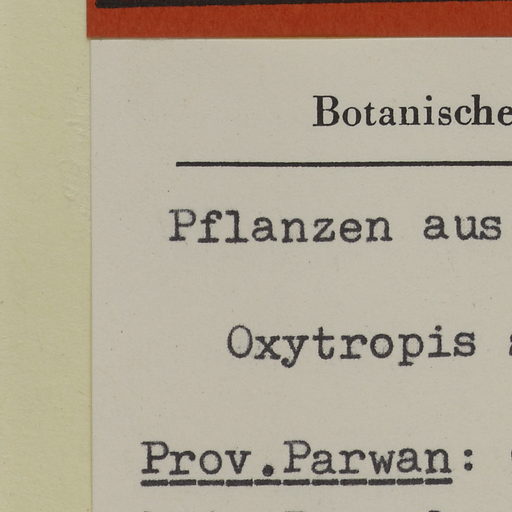 Botanische
Pflanzen aus
Oxytropis
Prov.Parwan: